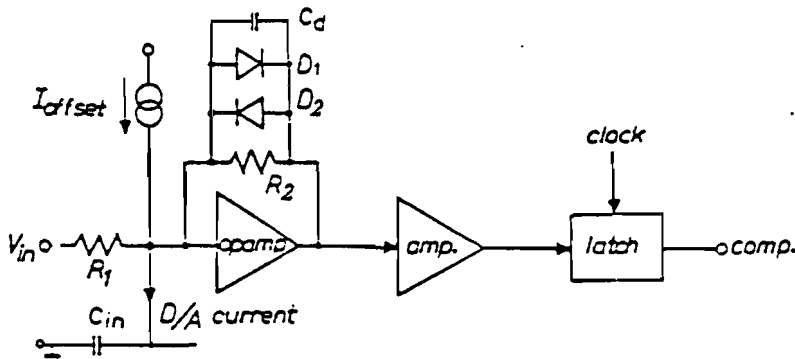 Cd
D1
D2
Ioffset
R2
clock
Vin
R1
opamp
amp.
latch
comp.
Cin
D/A current